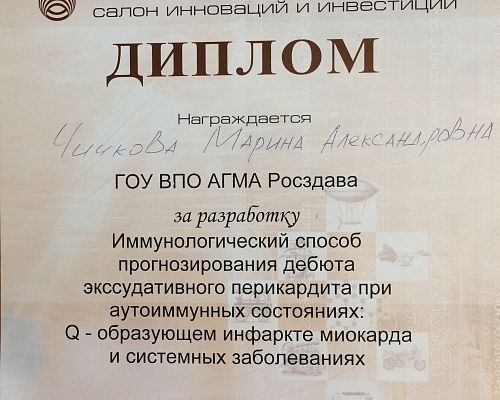 салон инноваций и инвестиций
ДИПЛОМ
Награждается
Чичкова Марина Александровна
ГОУ ВПО АГМА Росздава
за разработку
Иммунологический способ
прогнозирования дебюта
экссудативного перикардита при
аутоиммунных состояниях:
Q - образующем инфаркте миокарда
и системных заболеваниях